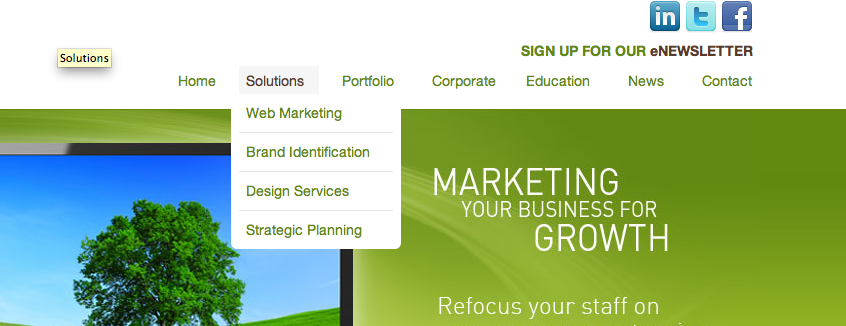 in t f
SIGN UP FOR OUR eNEWSLETTER
Solutions
Home Solutions Portfolio Corporate Education News Contact
Web Marketing
Brand Identification
Design Services
Strategic Planning
MARKETING
YOUR BUSINESS FOR
GROWTH
Refocus your staff on